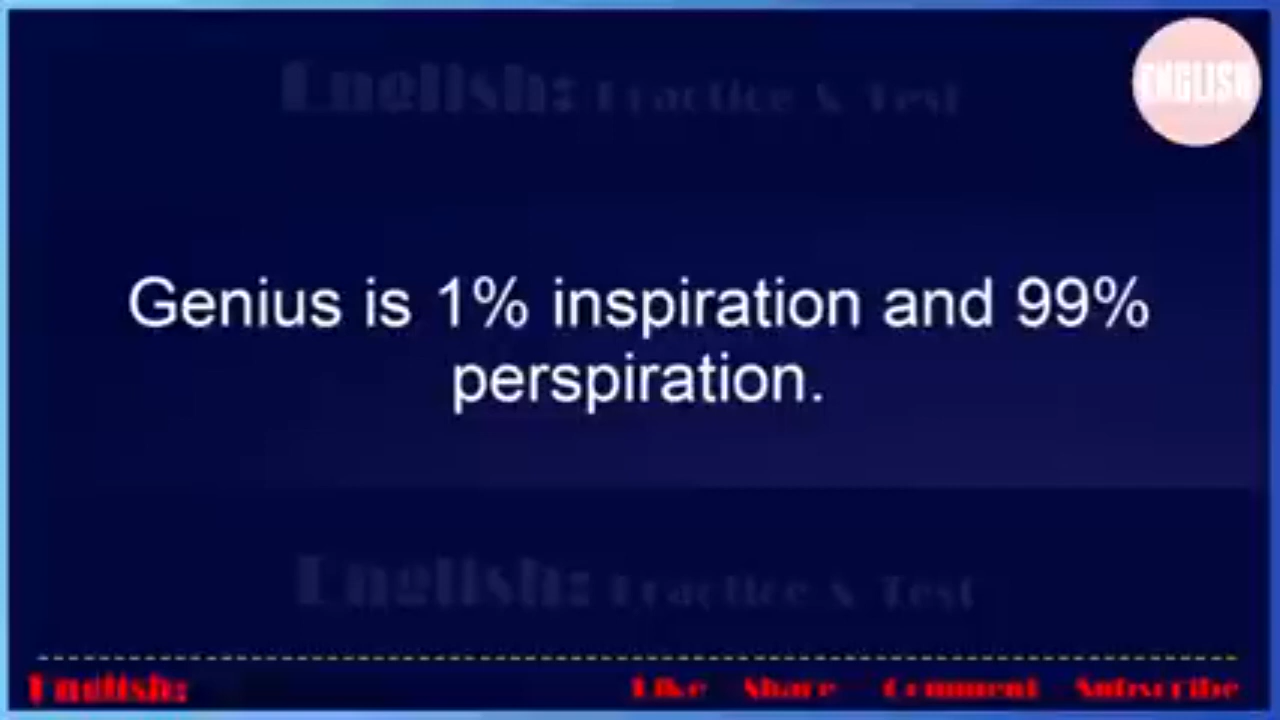 English: Practice & Test
ENGLISH
Genius is 1% inspiration and 99%
perspiration.
English: Practice & Test
English:
Like Share Comment Subscribe